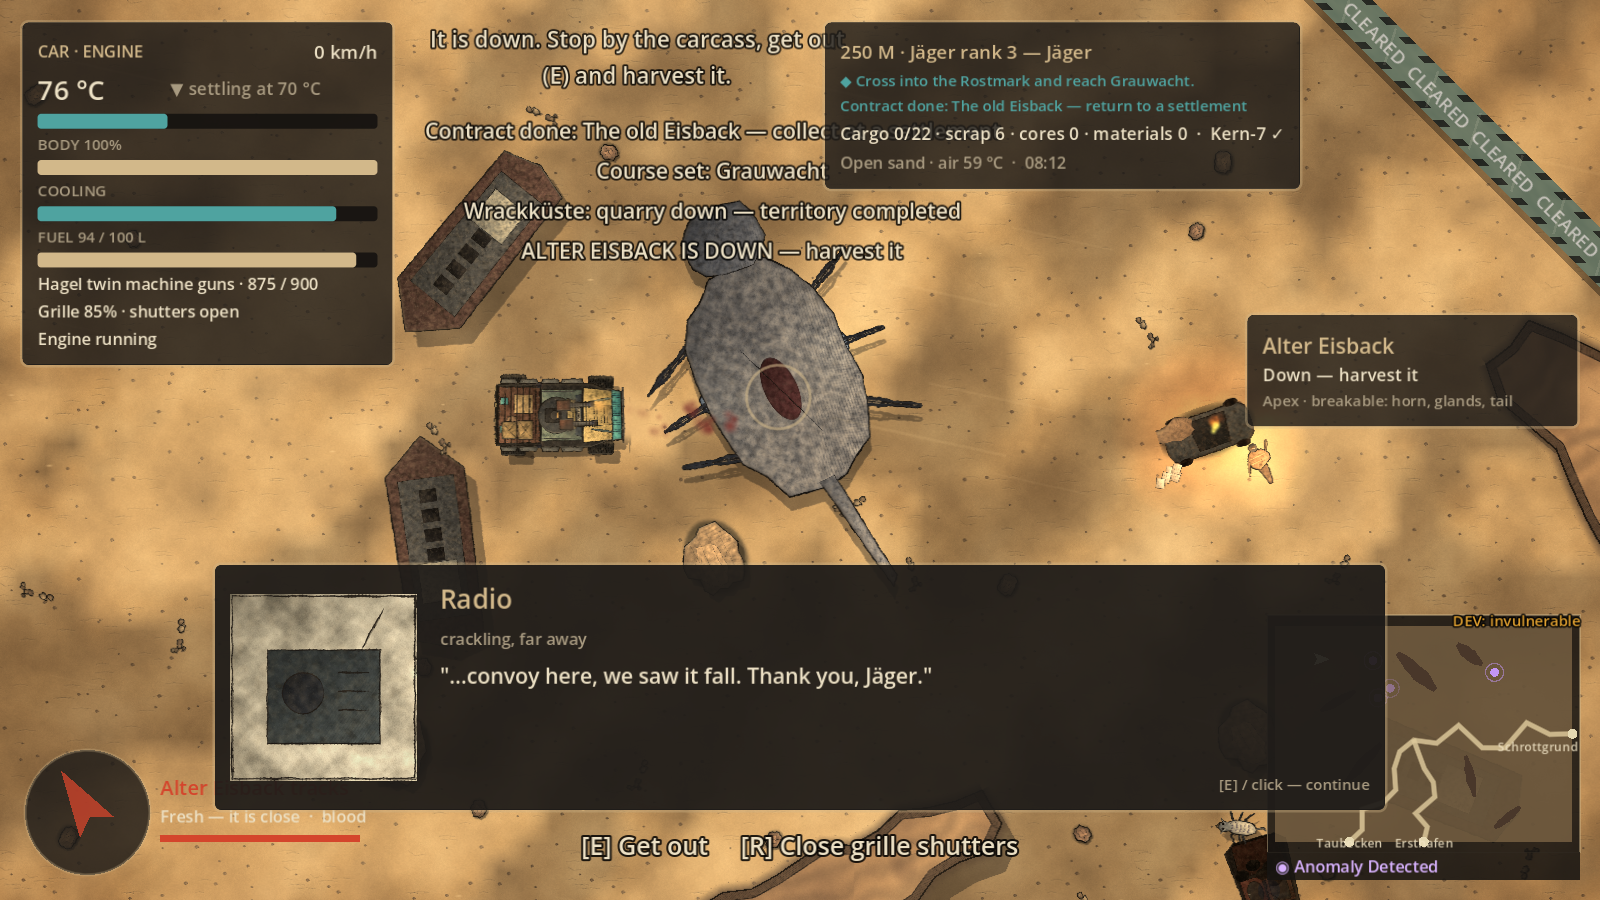 CAR · ENGINE
0 km/h
76 °C
▼ settling at 70 °C
BODY 100%
COOLING
FUEL 94 / 100 L
Hagel twin machine guns · 875 / 900
Grille 85% · shutters open
Engine running
It is down. Stop by the carcass, get out
(E) and harvest it.
Contract done: The old Eisback — collect at a settlement
Course set: Grauwacht
Wrackküste: quarry down — territory completed
ALTER EISBACK IS DOWN — harvest it
250 M · Jäger rank 3 — Jäger
◆ Cross into the Rostmark and reach Grauwacht.
Contract done: The old Eisback — return to a settlement
Cargo 0/22 · scrap 6 · cores 0 · materials 0 · Kern-7 ✓
Open sand · air 59 °C · 08:12
CLEARED CLEARED CLEARED CLEARED
Alter Eisback
Down — harvest it
Apex · breakable: horn, glands, tail
Radio
crackling, far away
"...convoy here, we saw it fall. Thank you, Jäger."
[E] / click — continue
DEV: invulnerable
Schrottgrund
Taubecken
Ersthafen
◉ Anomaly Detected
Alter Eisback
Fresh — it is close · blood
[E] Get out
[R] Close grille shutters